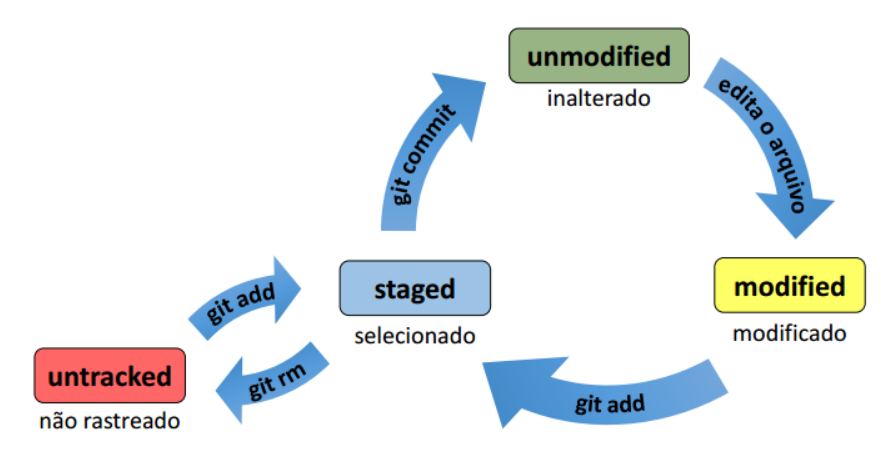 unmodified
inalterado
git commit
edita o arquivo
git add
staged
selecionado
modified
modificado
git rm
untracked
não rastreado
git add